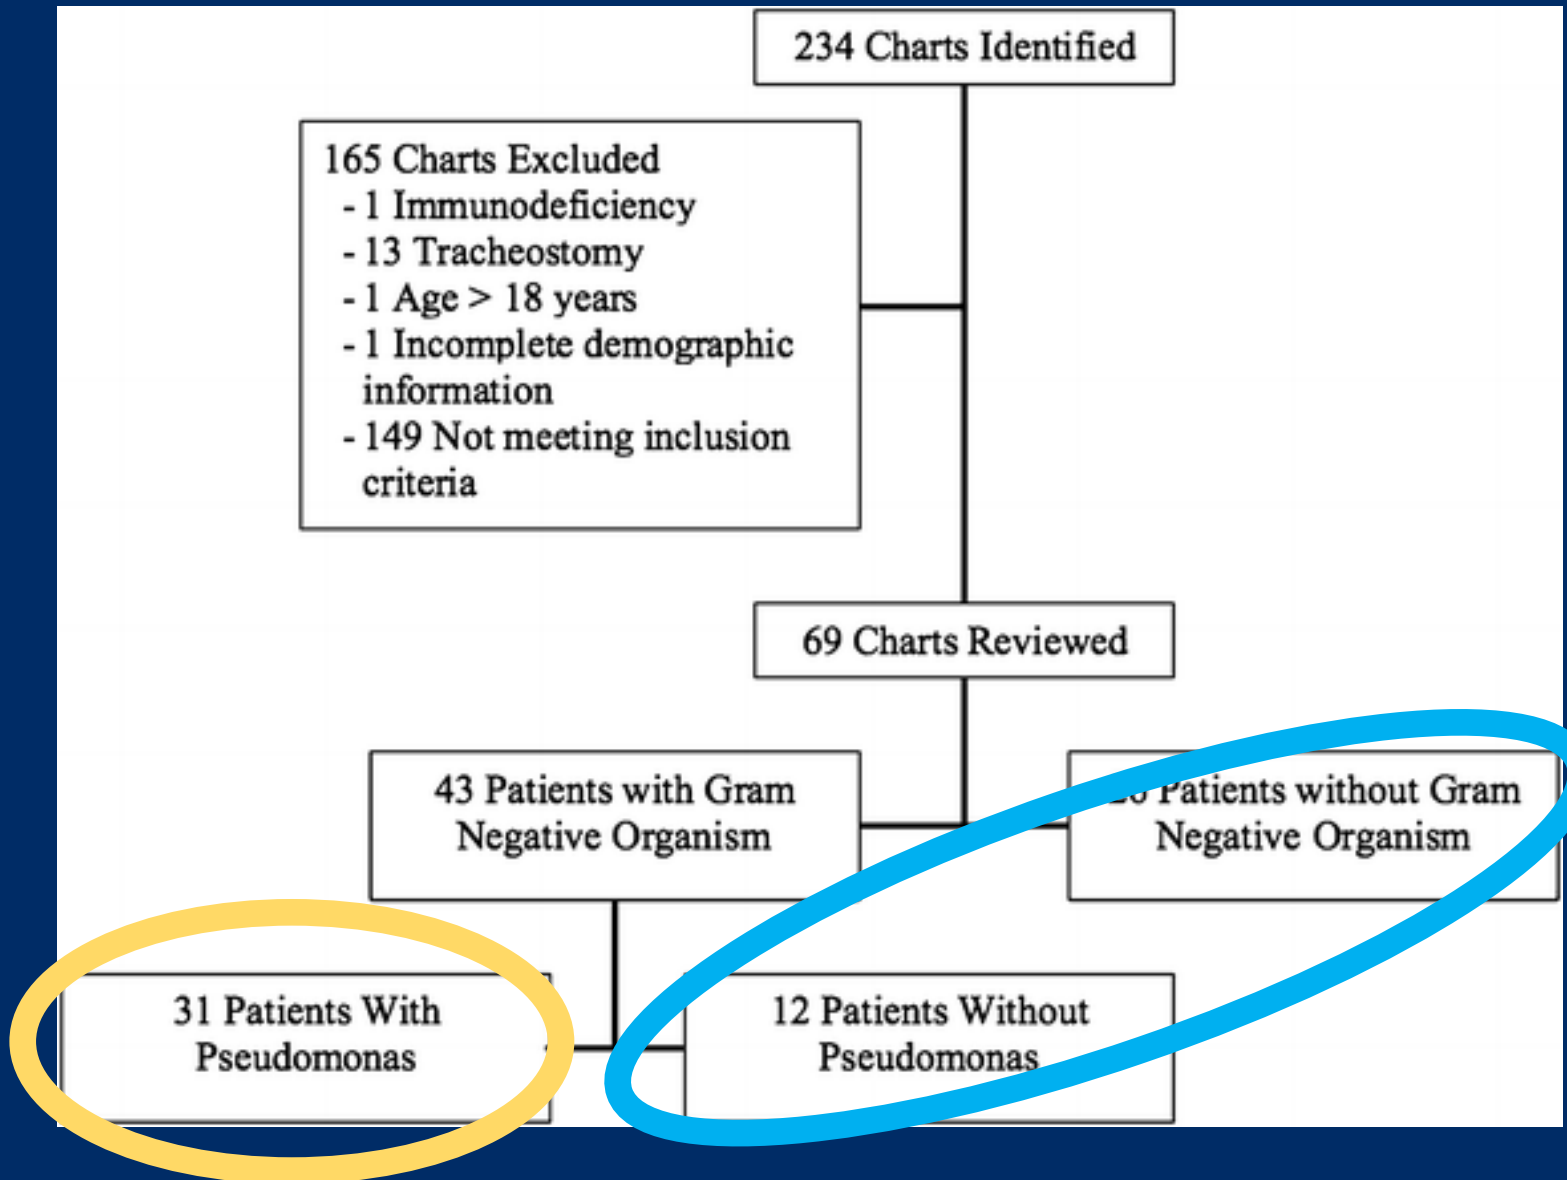 234 Charts Identified
165 Charts Excluded
- 1 Immunodeficiency
- 13 Tracheostomy
- 1 Age > 18 years
- 1 Incomplete demographic
information
- 149 Not meeting inclusion
criteria
69 Charts Reviewed
43 Patients with Gram
Negative Organism
Patients without Gram
Negative Organism
31 Patients With
Pseudomonas
12 Patients Without
Pseudomonas